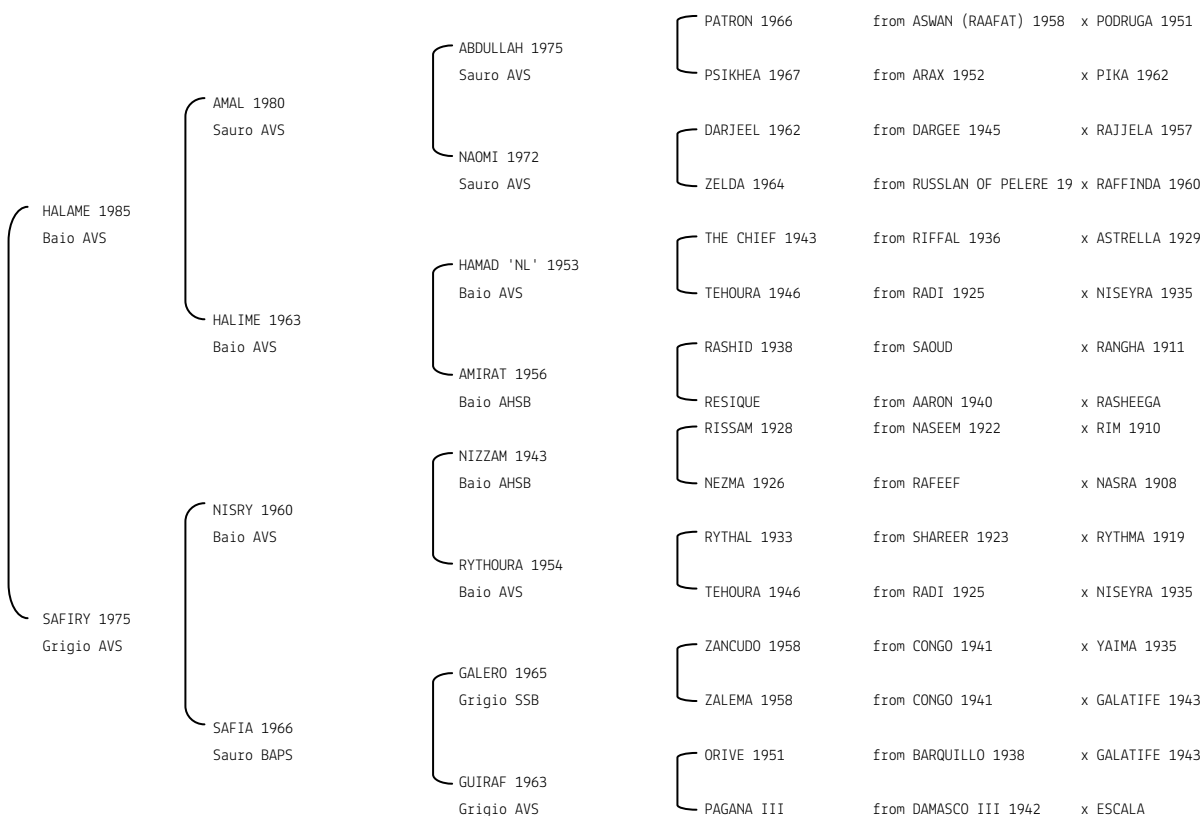 PATRON 1966 from ASWAN (RAAFAT) 1958 x PODRUGA 1951
ABDULLAH 1975
Sauro AVS
PSIKHEA 1967 from ARAX 1952 x PIKA 1962
AMAL 1980
Sauro AVS
DARJEEL 1962 from DARGEE 1945 x RAJJELA 1957
NAOMI 1972
Sauro AVS
ZELDA 1964 from RUSSLAN OF PELERE 19 x RAFFINDA 1960
HALAME 1985
Baio AVS
THE CHIEF 1943 from RIFFAL 1936 x ASTRELLA 1929
HAMAD 'NL' 1953
Baio AVS
TEHOURA 1946 from RADI 1925 x NISEYRA 1935
HALIME 1963
Baio AVS
RASHID 1938 from SAOUD x RANGHA 1911
AMIRAT 1956
Baio AHSB
RESIQUE from AARON 1940 x RASHEEGA
RISSAM 1928 from NASEEM 1922 x RIM 1910
NIZZAM 1943
Baio AHSB
NEZMA 1926 from RAFEEF x NASRA 1908
NISRY 1960
Baio AVS
RYTHAL 1933 from SHAREER 1923 x RYTHMA 1919
RYTHOURA 1954
Baio AVS
TEHOURA 1946 from RADI 1925 x NISEYRA 1935
SAFIRY 1975
Grigio AVS
ZANCUDO 1958 from CONGO 1941 x YAIMA 1935
GALERO 1965
Grigio SSB
ZALEMA 1958 from CONGO 1941 x GALATIFE 1943
SAFIA 1966
Sauro BAPS
ORIVE 1951 from BARQUILLO 1938 x GALATIFE 1943
GUIRAF 1963
Grigio AVS
PAGANA III from DAMASCO III 1942 x ESCALA